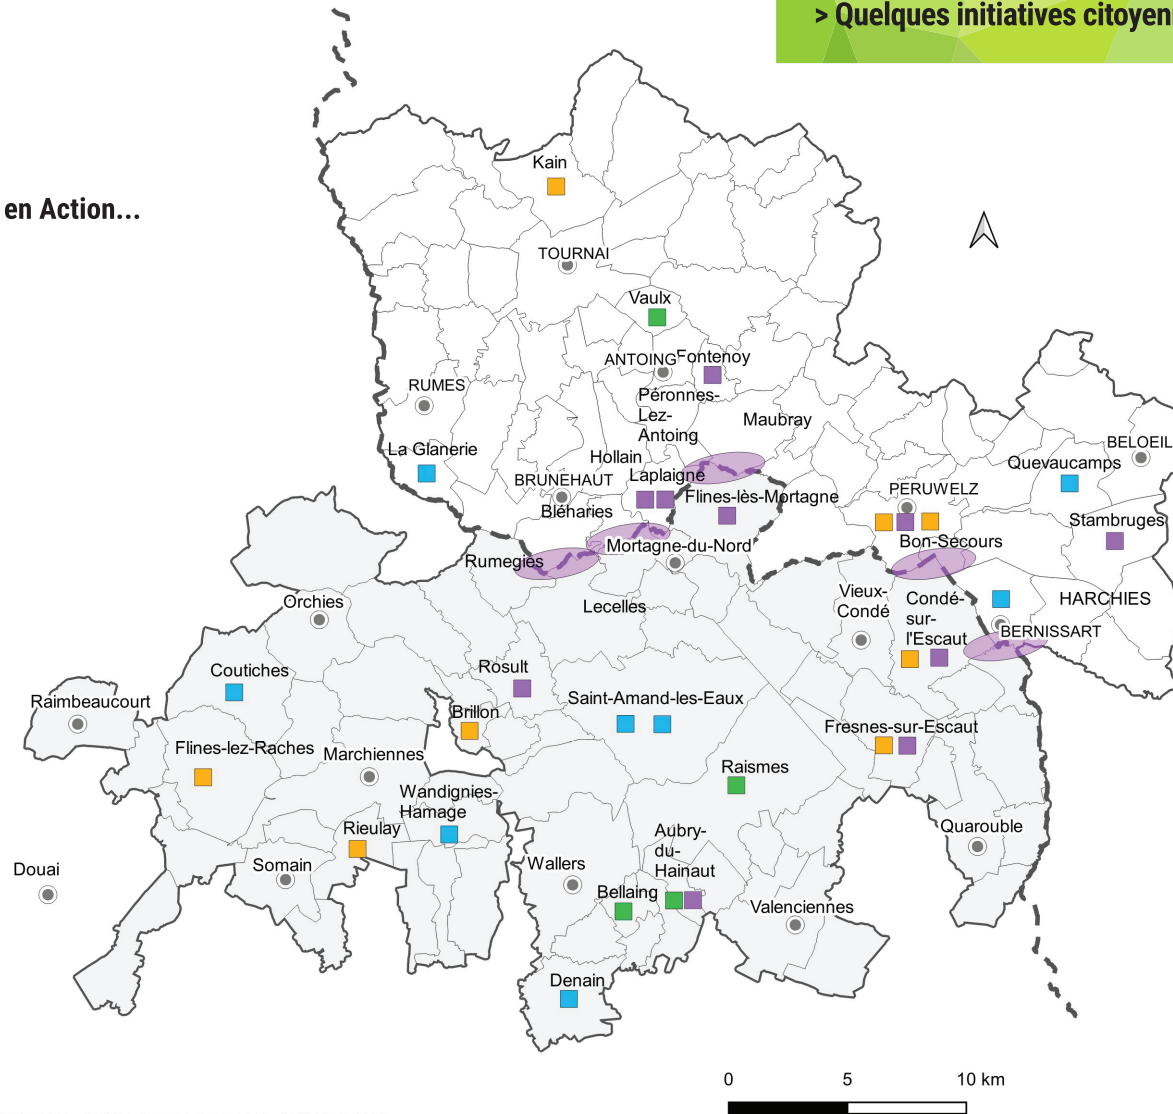 > Quelques initiatives citoyen
en Action...
Kain
TOURNAI
Vaulx
ANTOING
Fontenoy
RUMES
Péronnes-
Lez-
Antoing
Maubray
La Glanerie
Hollain
BELOEIL
Quevaucamps
BRUNEHAUT
Laplaigne
Flines-lès-Mortagne
PERUWELZ
Bléharies
Stambruges
Bon-Secours
Mortagne-du-Nord
Rumegies
Vieux-
Condé
Condé-
sur-
l'Escaut
HARCHIES
Orchies
Lecelles
BERNISSART
Coutiches
Rosult
Saint-Amand-les-Eaux
Raimbeaucourt
Brillon
Fresnes-sur-Escaut
Flines-lez-Raches
Marchiennes
Raismes
Wandignies-
Hamage
Rieulay
Aubry-
du-
Hainaut
Quarouble
Douai
Somain
Wallers
Bellaing
Valenciennes
Denain
0 5 10 km